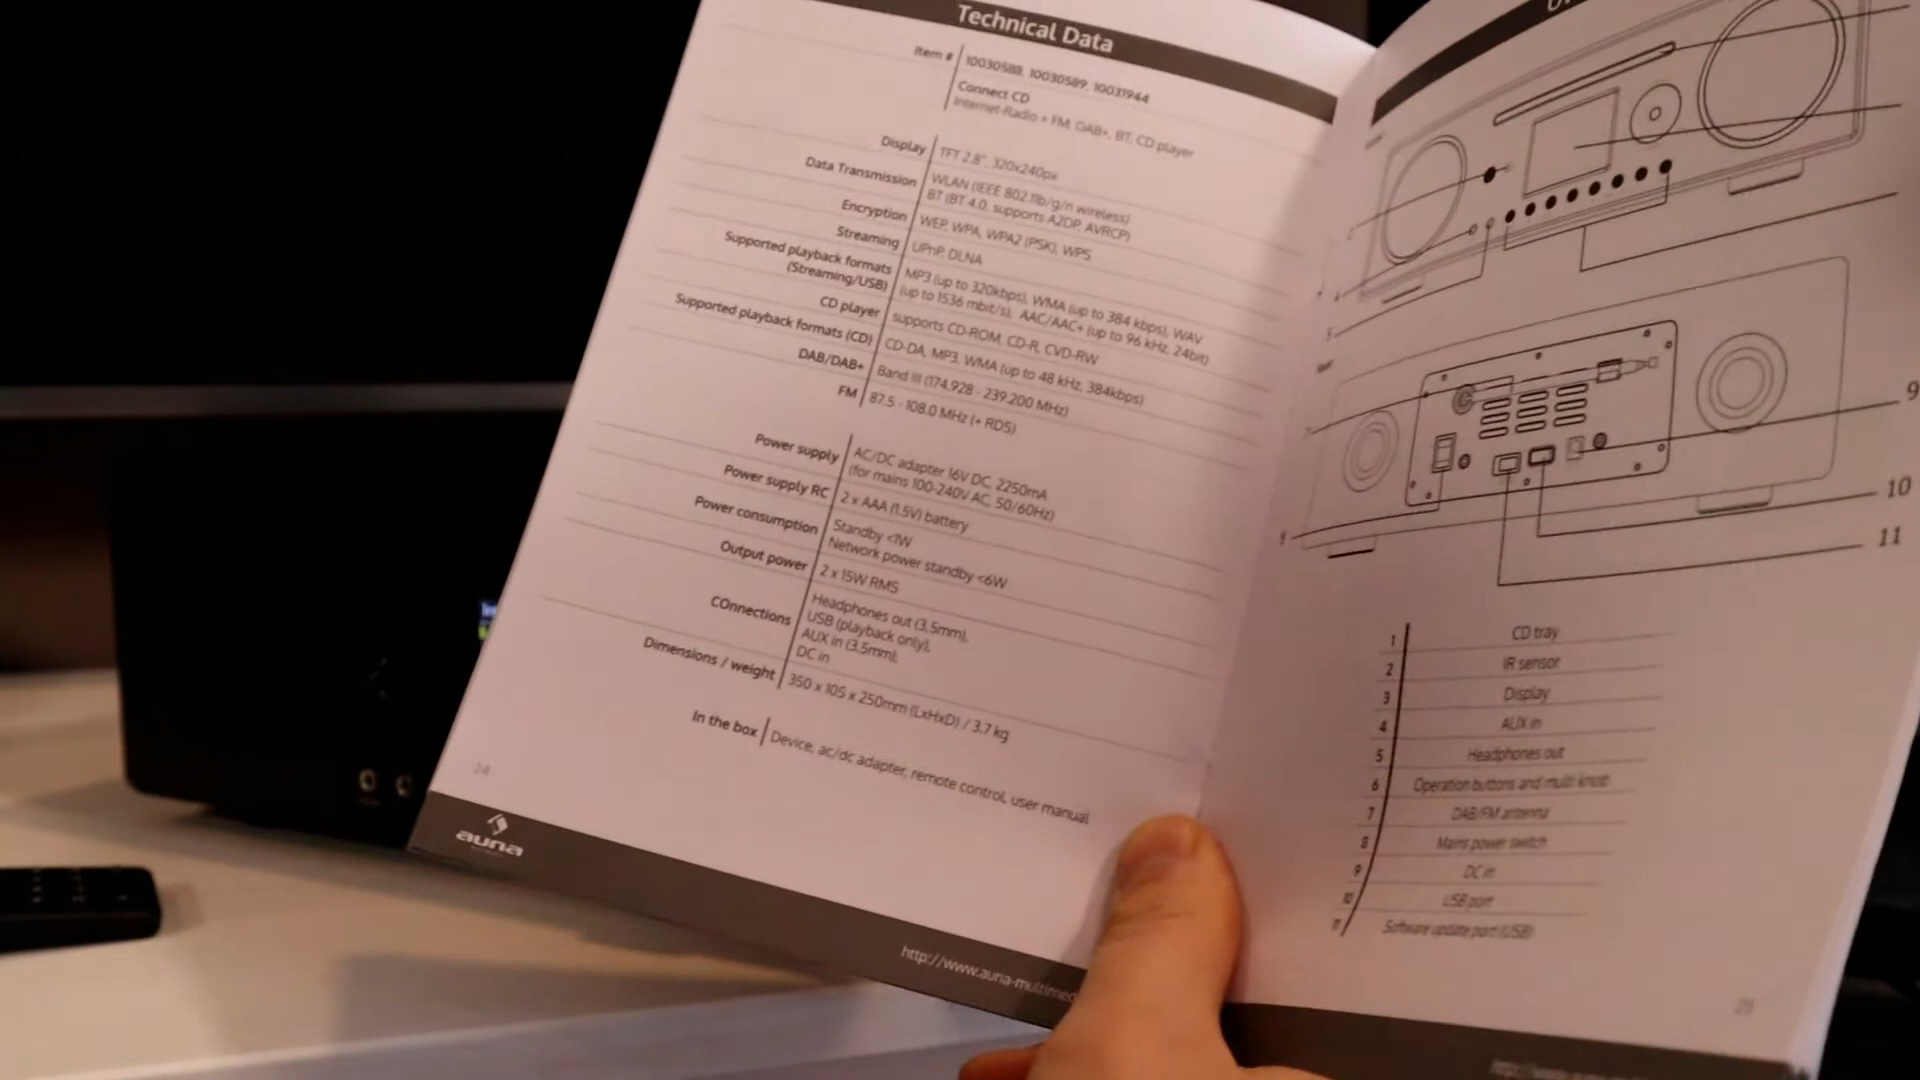 Technical Data
Item # 10030588, 10030589, 10031944
Connect CD
Internet-Radio + FM, DAB+, BT, CD player
Display TFT 2.8", 320x240px
Data Transmission WLAN (IEEE 802.11b/g/n wireless)
BT (BT 4.0, supports A2DP, AVRCP)
Encryption WEP, WPA, WPA2 (PSK), WPS
Streaming UPnP, DLNA
Supported playback formats MP3 (up to 320kbps), WMA (up to 384 kbps), WAV
(Streaming/USB) (up to 1536 mbit/s), AAC/AAC+ (up to 96 kHz, 24bit)
CD player supports CD-ROM, CD-R, CVD-RW
Supported playback formats (CD) CD-DA, MP3, WMA (up to 48 kHz, 384kbps)
DAB/DAB+ Band III (174.928 - 239.200 MHz)
FM 87.5 - 108.0 MHz (+ RDS)
Power supply AC/DC adapter 16V DC, 2250mA
(for mains 100-240V AC, 50/60Hz)
Power supply RC 2 x AAA (1.5V) battery
Power consumption Standby <1W
Network power standby <6W
Output power 2 x 15W RMS
COnnections Headphones out (3,5mm),
USB (playback only),
AUX in (3,5mm),
DC in
Dimensions / weight 350 x 105 x 250mm (LxHxD) / 3.7 kg
In the box Device, ac/dc adapter, remote control, user manual
24
auna
http://www.auna-multimed
9
10
11
1 CD tray
2 IR sensor
3 Display
4 AUX in
5 Headphones out
6 Operation buttons and multi knob
7 DAB/FM antenna
8 Mains power switch
9 DC in
10 USB port
11 Software update port (USB)
25